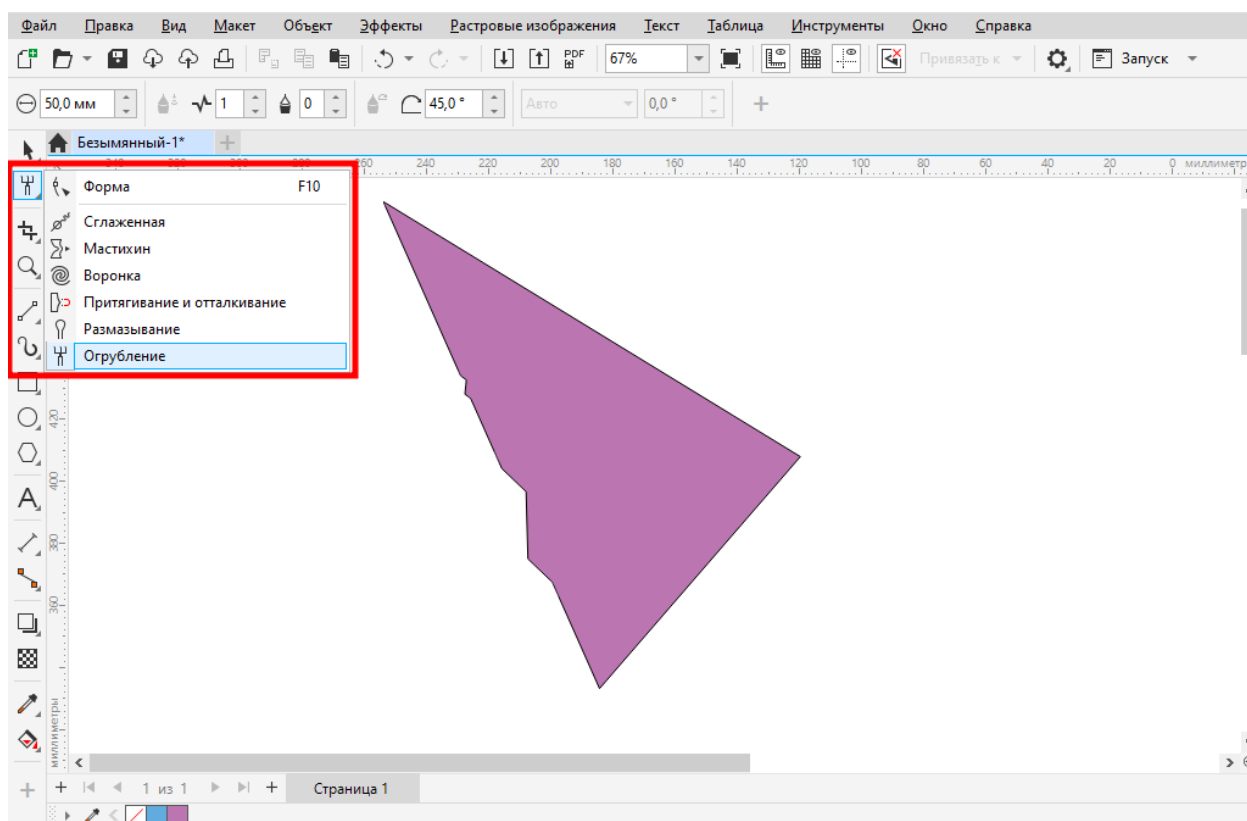 Файл Правка Вид Макет Объект Эффекты Растровые изображения Текст Таблица Инструменты Окно Справка
PDF 67% Привязать к Запуск
50,0 мм 1 0 45,0 ° Авто 0,0 °
Безымянный-1*
260 240 220 200 180 160 140 120 100 80 60 40 20 0 миллиметр
Форма F10
Сглаженная
Мастихин
Воронка
Притягивание и отталкивание
Размазывание
Огрубление
420
400
380
360
миллиметры
1 из 1 Страница 1